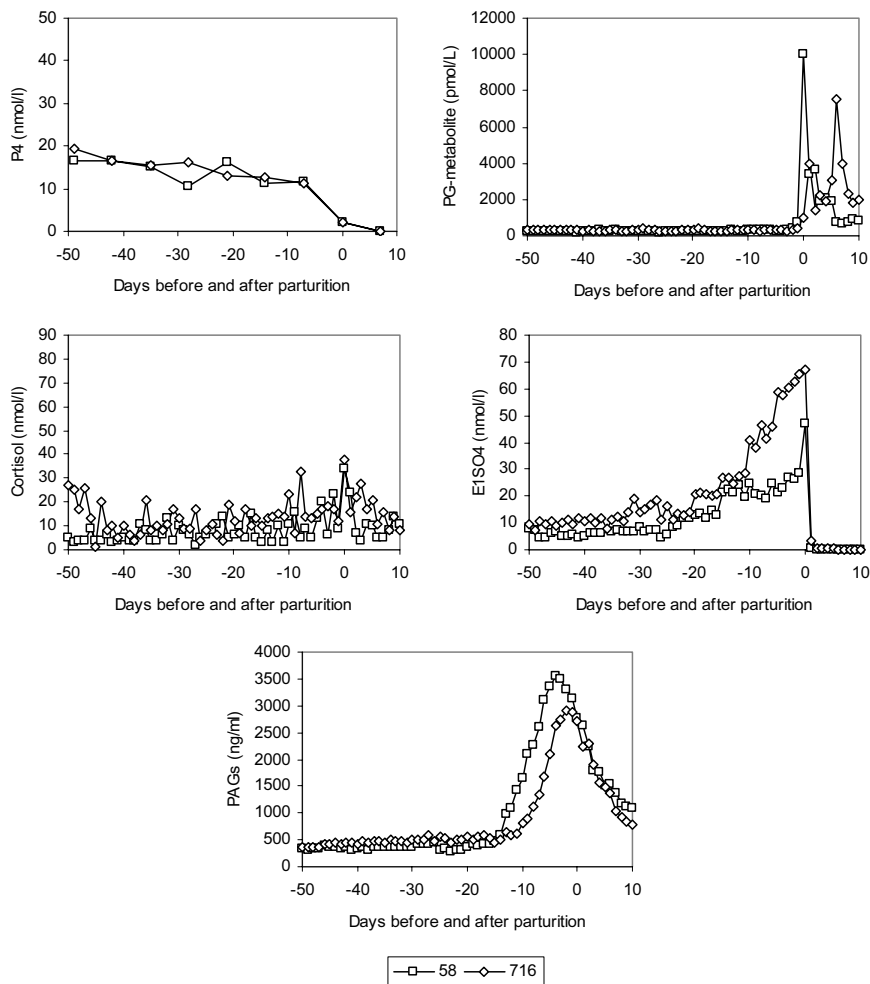 P4 (nmol/l)
50
40
30
20
10
0
-50 -40 -30 -20 -10 0 10
Days before and after parturition
PG-metabolite (pmol/L)
12000
10000
8000
6000
4000
2000
0
-50 -40 -30 -20 -10 0 10
Days before and after parturition
Cortisol (nmol/l)
90
80
70
60
50
40
30
20
10
0
-50 -40 -30 -20 -10 0 10
Days before and after parturition
E1SO4 (nmol/l)
80
70
60
50
40
30
20
10
0
-50 -40 -30 -20 -10 0 10
Days before and after parturition
PAGs (ng/ml)
4000
3500
3000
2500
2000
1500
1000
500
0
-50 -40 -30 -20 -10 0 10
Days before and after parturition
58 716